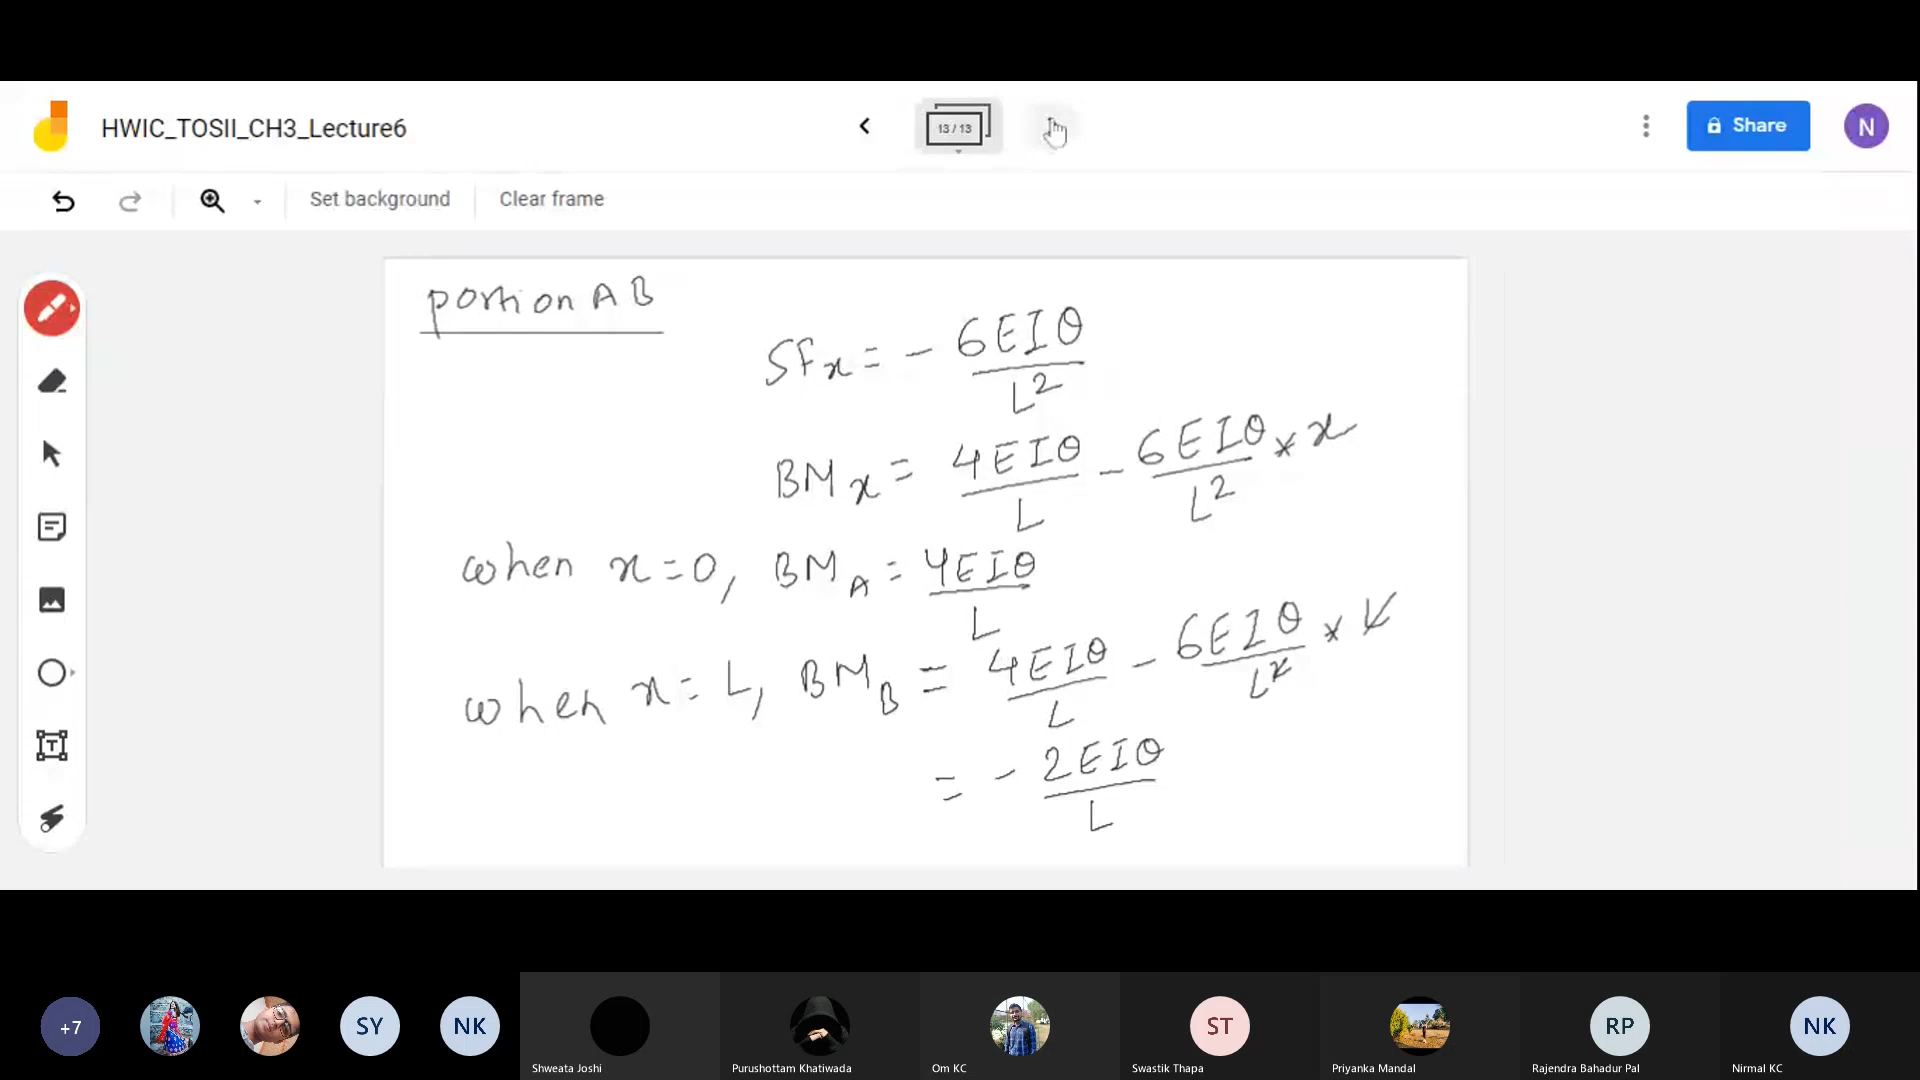 HWIC_TOSII_CH3_Lecture6
13 / 13
Share
N
Set background
Clear frame
portion AB
SFx = - 6EIθ/L²
BMx = 4EIθ/L - 6EIθ/L² * x
when x=0, BM_A = 4EIθ/L
when x=L, BM_B = 4EIθ/L - 6EIθ/L² * L
= - 2EIθ/L
T
+7
SY
NK
ST
RP
NK
Shweata Joshi
Purushottam Khatiwada
Om KC
Swastik Thapa
Priyanka Mandal
Rajendra Bahadur Pal
Nirmal KC